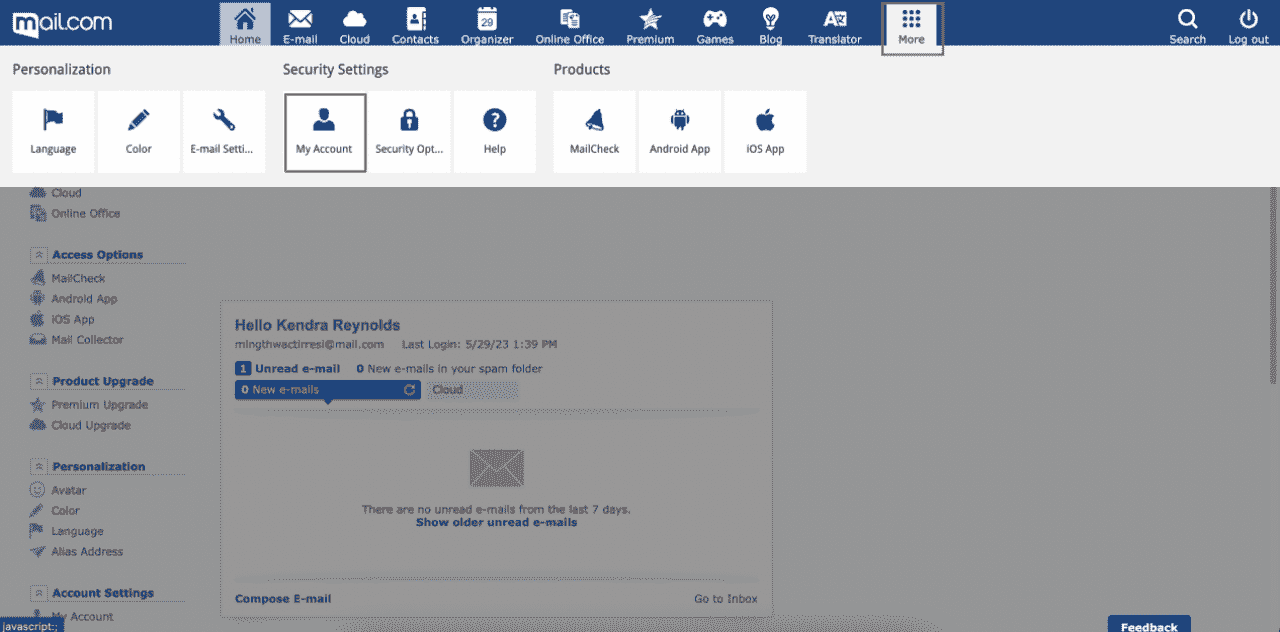 mail.com
Home E-mail Cloud Contacts Organizer Online Office Premium Games Blog Translator More Search Log out
29
Personalization Security Settings Products
Language Color E-mail Setti... My Account Security Opt... Help MailCheck Android App iOS App
Cloud
Online Office
Access Options
MailCheck
Android App
iOS App
Mail Collector
Product Upgrade
Premium Upgrade
Cloud Upgrade
Personalization
Avatar
Color
Language
Alias Address
Account Settings
My Account
Hello Kendra Reynolds
mingthwactirresi@mail.com Last Login: 5/29/23 1:39 PM
1 Unread e-mail 0 New e-mails in your spam folder
0 New e-mails Cloud
There are no unread e-mails from the last 7 days.
Show older unread e-mails
Compose E-mail Go to Inbox
javascript:;
Feedback